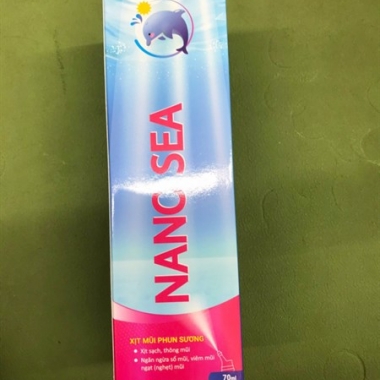 NANO SEA
XỊT MŨI PHUN SƯƠNG
Xịt sạch, thông mũi
Ngăn ngừa sổ mũi, viêm mũi
ngạt (nghẹt) mũi
70ml